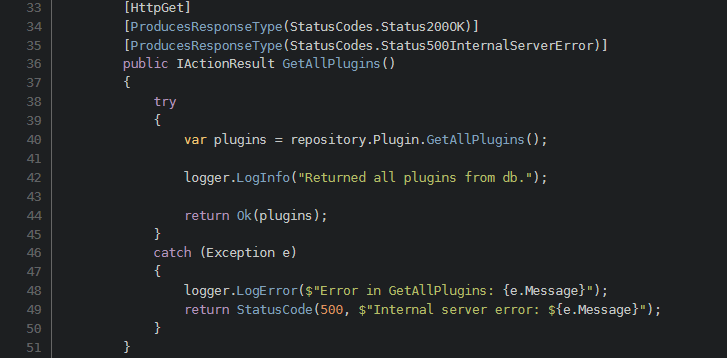 33 [HttpGet]
34 [ProducesResponseType(StatusCodes.Status200OK)]
35 [ProducesResponseType(StatusCodes.Status500InternalServerError)]
36 public IActionResult GetAllPlugins()
37 {
38 try
39 {
40 var plugins = repository.Plugin.GetAllPlugins();
41
42 logger.LogInfo("Returned all plugins from db.");
43
44 return Ok(plugins);
45 }
46 catch (Exception e)
47 {
48 logger.LogError($"Error in GetAllPlugins: {e.Message}");
49 return StatusCode(500, $"Internal server error: ${e.Message}");
50 }
51 }